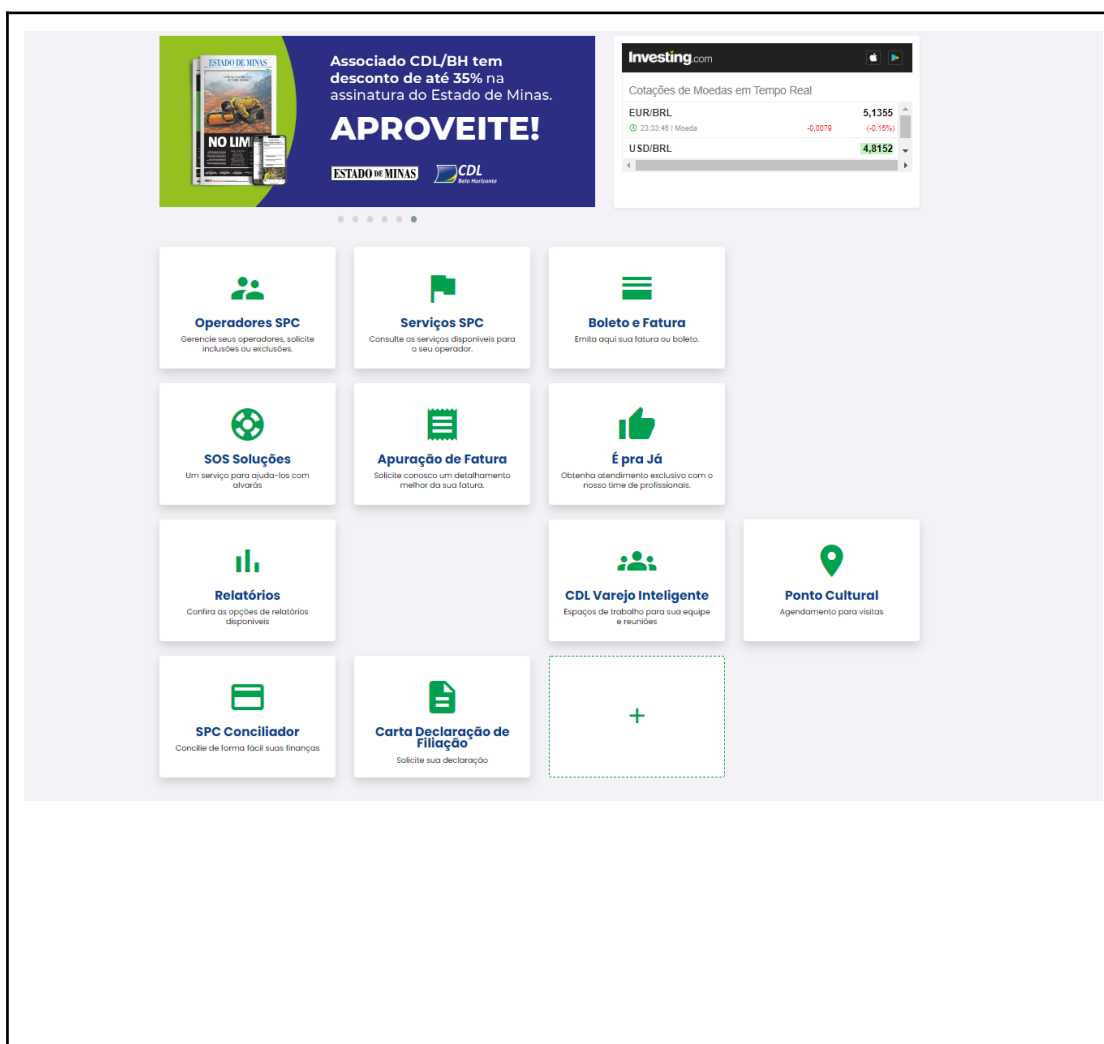 ESTADO DE MINAS
NO LIM
Associado CDL/BH tem
desconto de até 35% na
assinatura do Estado de Minas.
APROVEITE!
ESTADO DE MINAS
CDL
Belo Horizonte
Investing.com
Cotações de Moedas em Tempo Real
EUR/BRL 5,1355
23:33:46 | Moeda -0,0079 (-0.15%)
USD/BRL 4,8152
Operadores SPC
Gerencie seus operadores, solicite
inclusões ou exclusões.
Serviços SPC
Consulte os serviços disponíveis para
o seu operador.
Boleto e Fatura
Emita aqui sua fatura ou boleto.
SOS Soluções
Um serviço para ajuda-los com
alvarás
Apuração de Fatura
Solicite conosco um detalhamento
melhor da sua fatura.
É pra Já
Obtenha atendimento exclusivo com o
nosso time de profissionais.
Relatórios
Confira as opções de relatórios
disponíveis
CDL Varejo Inteligente
Espaços de trabalho para sua equipe
e reuniões
Ponto Cultural
Agendamento para visitas
SPC Conciliador
Concilie de forma fácil suas finanças
Carta Declaração de
Filiação
Solicite sua declaração
+